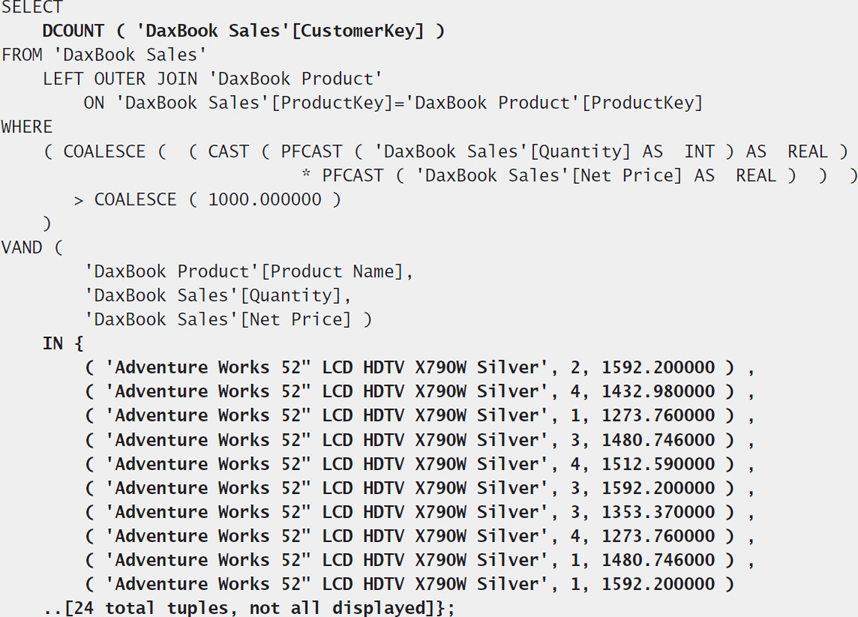 SELECT
DCOUNT ( 'DaxBook Sales'[CustomerKey] )
FROM 'DaxBook Sales'
LEFT OUTER JOIN 'DaxBook Product'
ON 'DaxBook Sales'[ProductKey]='DaxBook Product'[ProductKey]
WHERE
( COALESCE (  ( CAST ( PFCAST ( 'DaxBook Sales'[Quantity] AS  INT ) AS  REAL )
* PFCAST ( 'DaxBook Sales'[Net Price] AS  REAL )  )  )
> COALESCE ( 1000.000000 )
)
VAND (
'DaxBook Product'[Product Name],
'DaxBook Sales'[Quantity],
'DaxBook Sales'[Net Price] )
IN {
( 'Adventure Works 52" LCD HDTV X790W Silver', 2, 1592.200000 ) ,
( 'Adventure Works 52" LCD HDTV X790W Silver', 4, 1432.980000 ) ,
( 'Adventure Works 52" LCD HDTV X790W Silver', 1, 1273.760000 ) ,
( 'Adventure Works 52" LCD HDTV X790W Silver', 3, 1480.746000 ) ,
( 'Adventure Works 52" LCD HDTV X790W Silver', 4, 1512.590000 ) ,
( 'Adventure Works 52" LCD HDTV X790W Silver', 3, 1592.200000 ) ,
( 'Adventure Works 52" LCD HDTV X790W Silver', 3, 1353.370000 ) ,
( 'Adventure Works 52" LCD HDTV X790W Silver', 4, 1273.760000 ) ,
( 'Adventure Works 52" LCD HDTV X790W Silver', 1, 1480.746000 ) ,
( 'Adventure Works 52" LCD HDTV X790W Silver', 1, 1592.200000 )
..[24 total tuples, not all displayed]};